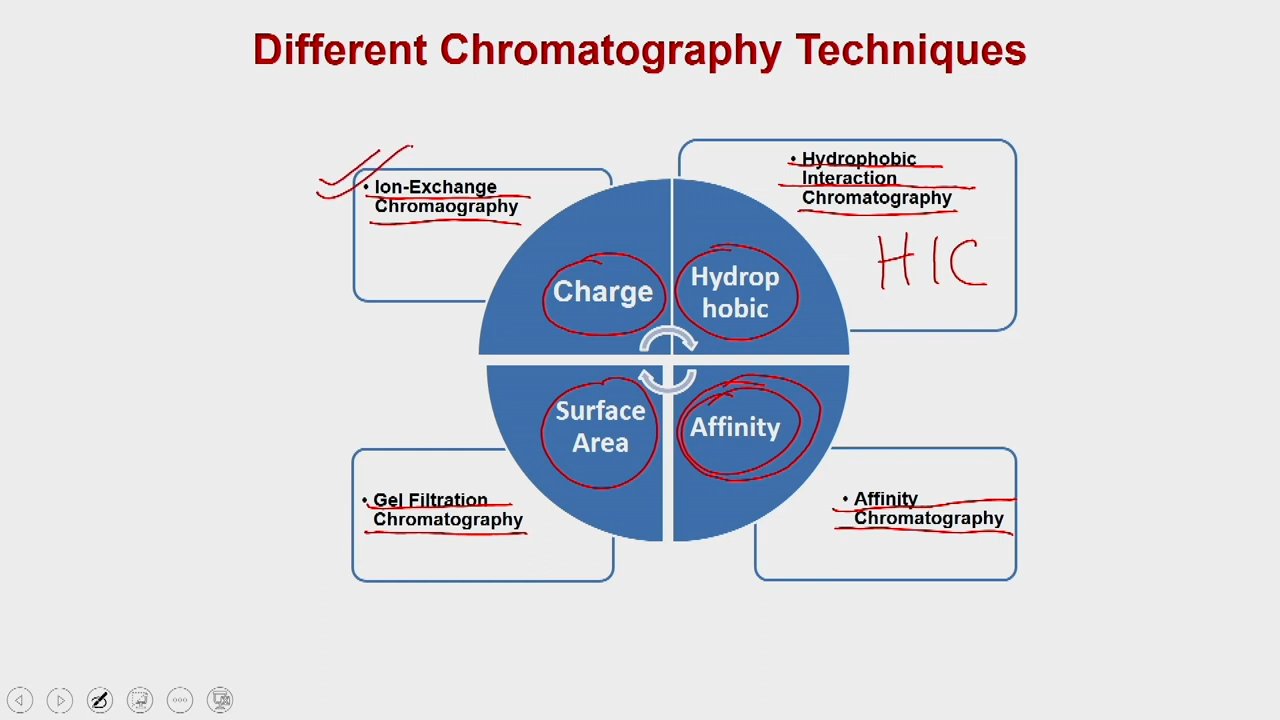 Different Chromatography Techniques
• Ion-Exchange
Chromaography
• Hydrophobic
Interaction
Chromatography
HIC
Charge
Hydrop
hobic
Surface
Area
Affinity
• Gel Filtration
Chromatography
• Affinity
Chromatography